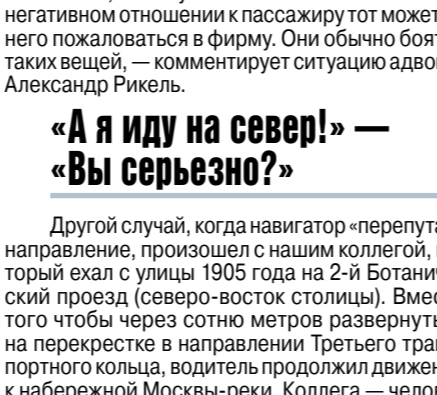 негативном отношении к пассажиру тот может
него пожаловаться в фирму. Они обычно боят
таких вещей, — комментирует ситуацию адво
Александр Рикель.
«А я иду на север!» —
«Вы серьезно?»
Другой случай, когда навигатор «перепута
направление, произошел с нашим коллегой,
торый ехал с улицы 1905 года на 2-й Ботани
ский проезд (северо-восток столицы). Вмес
того чтобы через сотню метров развернуть
на перекрестке в направлении Третьего тран
портного кольца, водитель продолжил движен
к набережной Москвы-реки. Коллега — челов